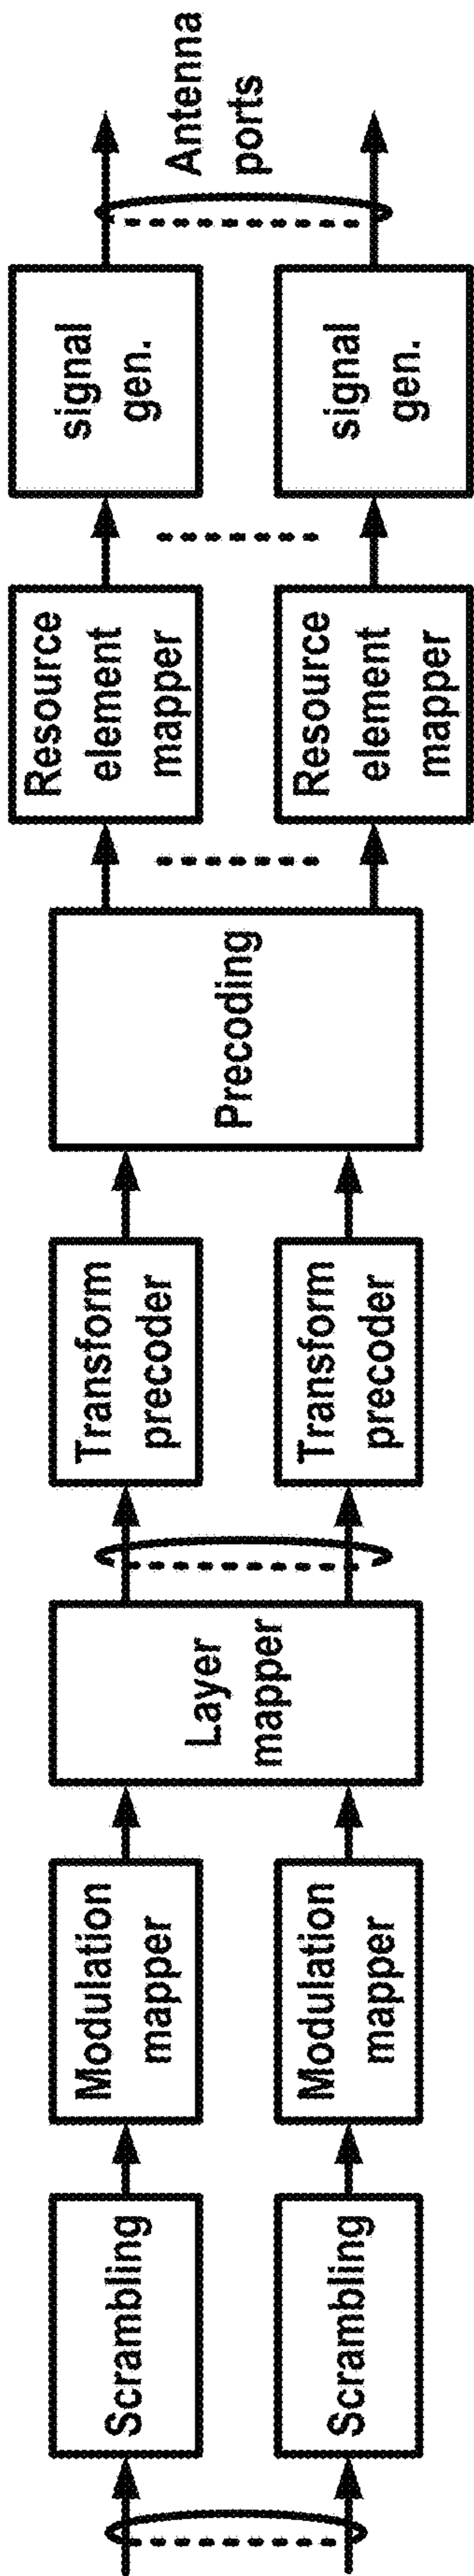 Scrambling
Scrambling
Modulation
mapper
Modulation
mapper
Layer
mapper
Transform
precoder
Transform
precoder
Precoding
Resource
element
mapper
Resource
element
mapper
signal
gen.
signal
gen.
Antenna
ports